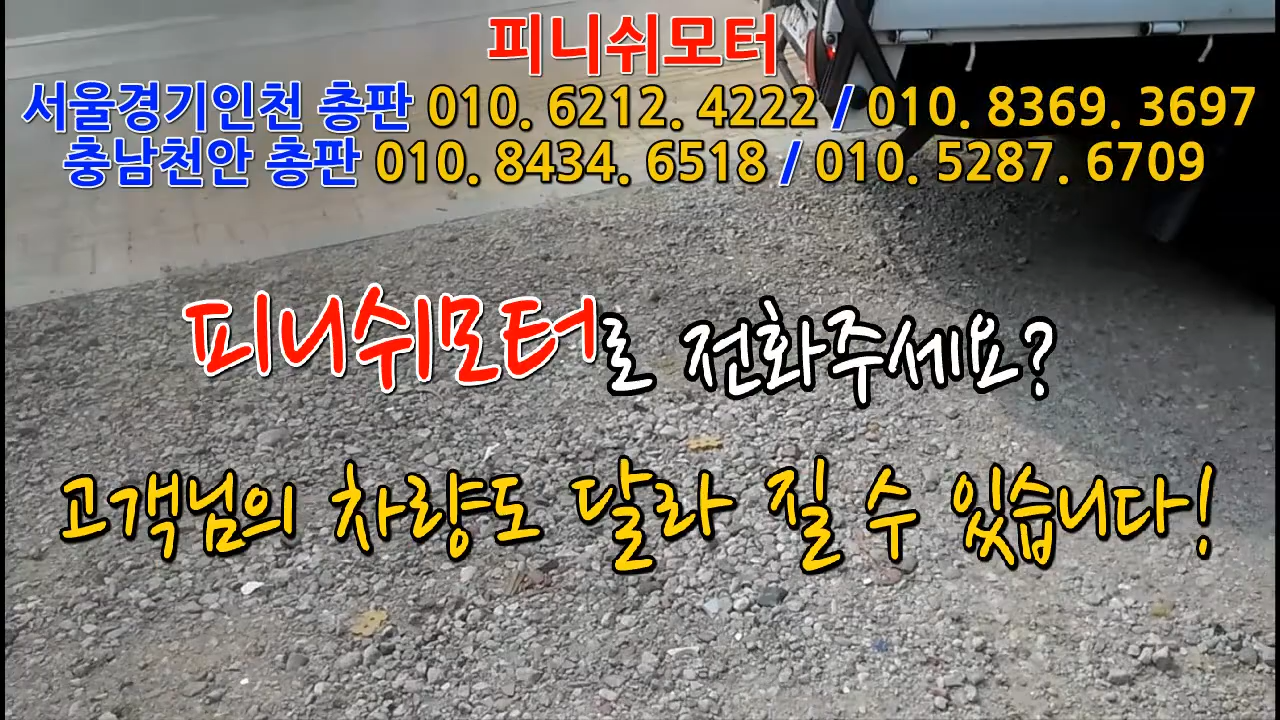 피니쉬모터
서울경기인천 총판 010. 6212. 4222 / 010. 8369. 3697
충남천안 총판 010. 8434. 6518 / 010. 5287. 6709
피니쉬모터로 전화주세요?
고객님의 차량도 달라 질 수 있습니다!